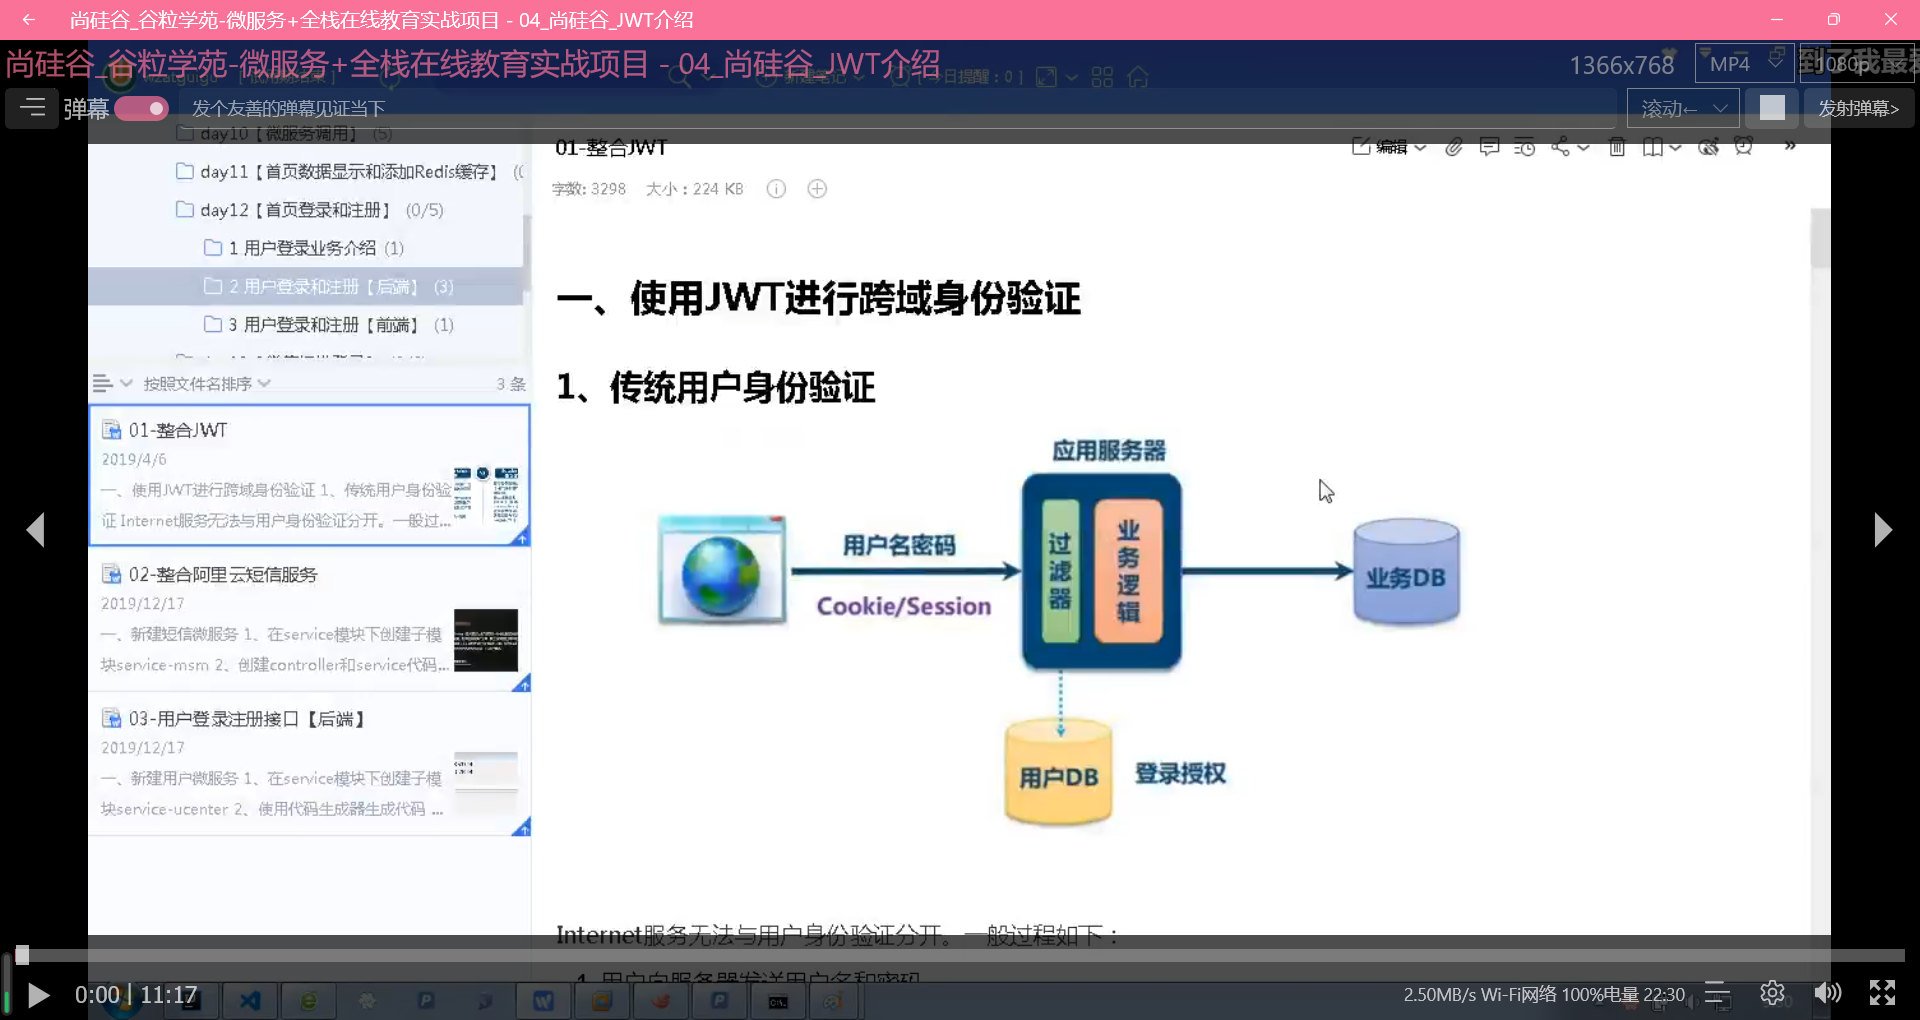 尚硅谷_谷粒学苑-微服务+全栈在线教育实战项目 - 04_尚硅谷_JWT介绍
尚硅谷_谷粒学苑-微服务+全栈在线教育实战项目 - 04_尚硅谷_JWT介绍
1366x768
MP4
1080p
弹幕
发个友善的弹幕见证当下
滚动←
发射弹幕>
day10【微服务调用】 (5)
day11【首页数据显示和添加Redis缓存】
day12【首页登录和注册】 (0/5)
1 用户登录业务介绍 (1)
2 用户登录和注册【后端】 (3)
3 用户登录和注册【前端】 (1)
按照文件名排序
3 条
01-整合JWT
2019/4/6
一、使用JWT进行跨域身份验证 1、传统用户身份验
证 Internet服务无法与用户身份验证分开。一般过...
02-整合阿里云短信服务
2019/12/17
一、新建短信微服务 1、在service模块下创建子模
块service-msm 2、创建controller和service代码...
03-用户登录注册接口【后端】
2019/12/17
一、新建用户微服务 1、在service模块下创建子模
块service-ucenter 2、使用代码生成器生成代码 ...
01-整合JWT
编辑
字数: 3298
大小：224 KB
一、使用JWT进行跨域身份验证
1、传统用户身份验证
应用服务器
用户名密码
Cookie/Session
过滤器
业务逻辑
业务DB
用户DB
登录授权
Internet服务无法与用户身份验证分开。一般过程如下：
1. 用户向服务器发送用户名和密码
0:00 | 11:17
2.50MB/s Wi-Fi网络 100%电量 22:30